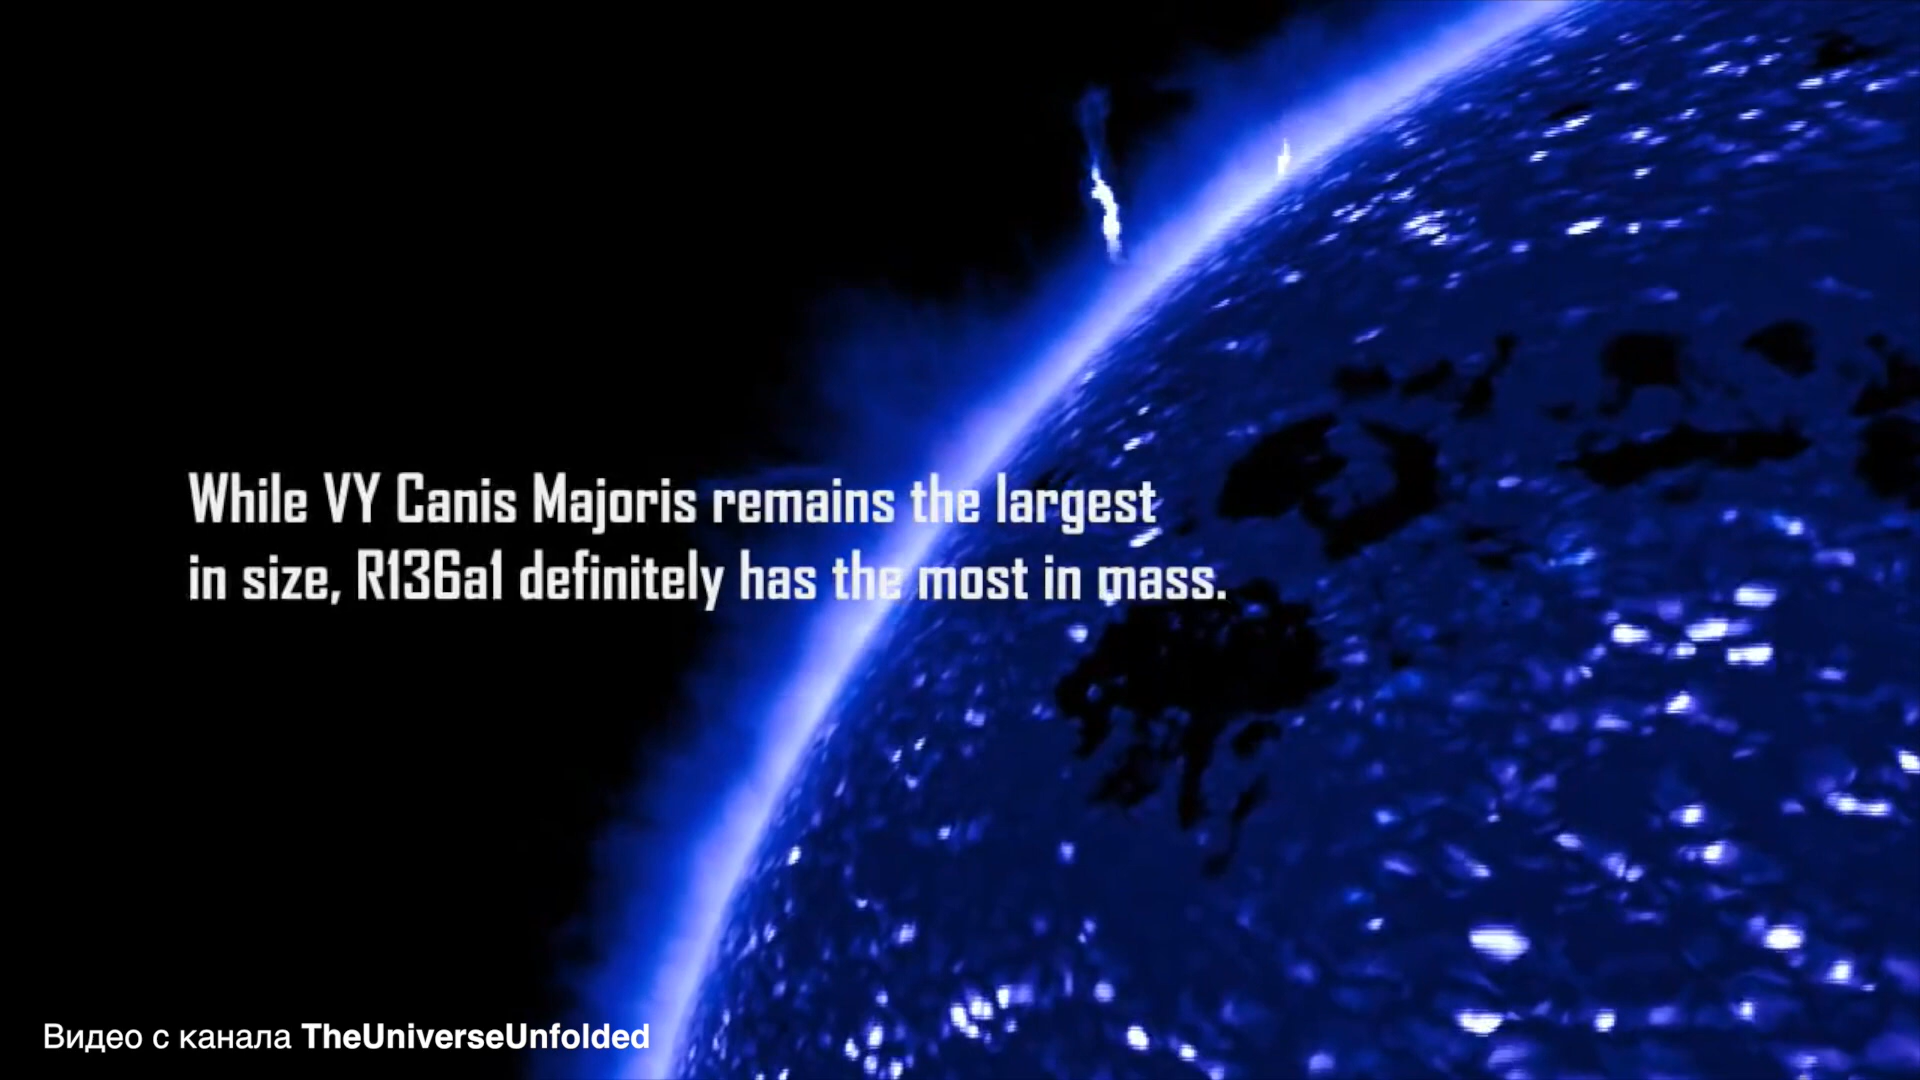 While VY Canis Majoris remains the largest
in size, R136a1 definitely has the most in mass.
Видео с канала TheUniverseUnfolded